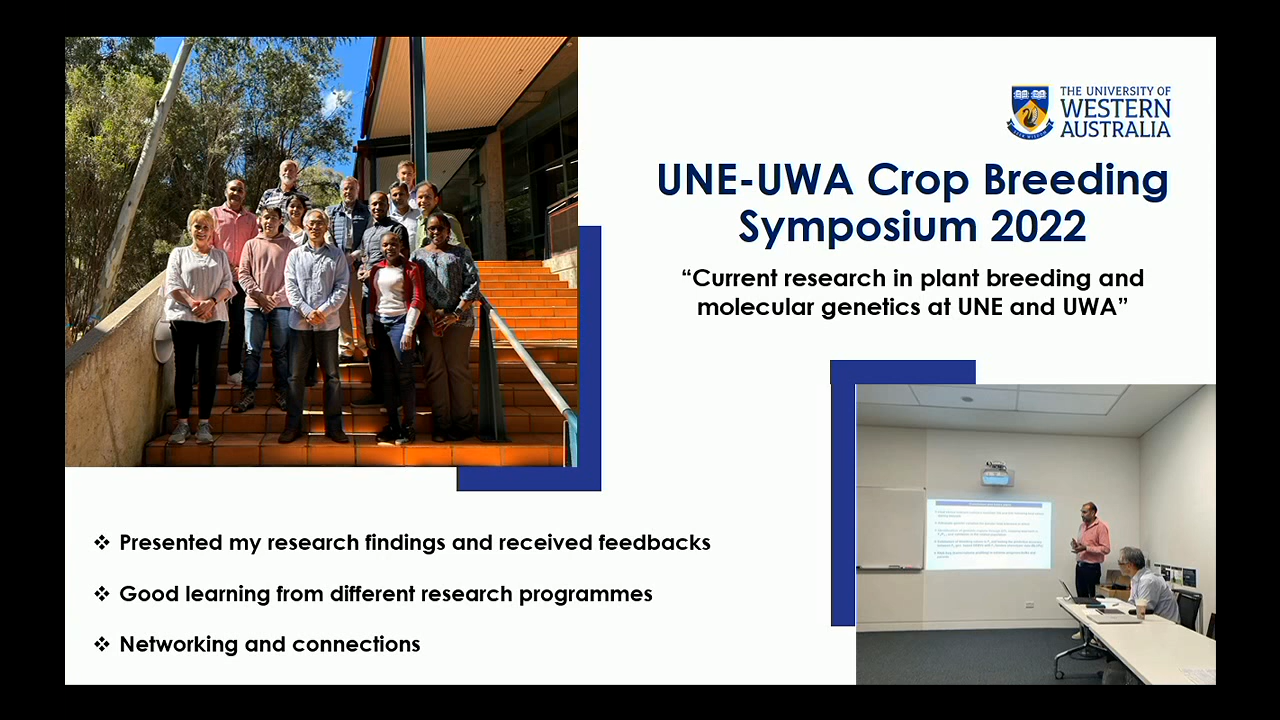 THE UNIVERSITY OF
WESTERN
AUSTRALIA
UNE-UWA Crop Breeding
Symposium 2022
“Current research in plant breeding and
molecular genetics at UNE and UWA”
❖ Presented my research findings and received feedbacks
❖ Good learning from different research programmes
❖ Networking and connections